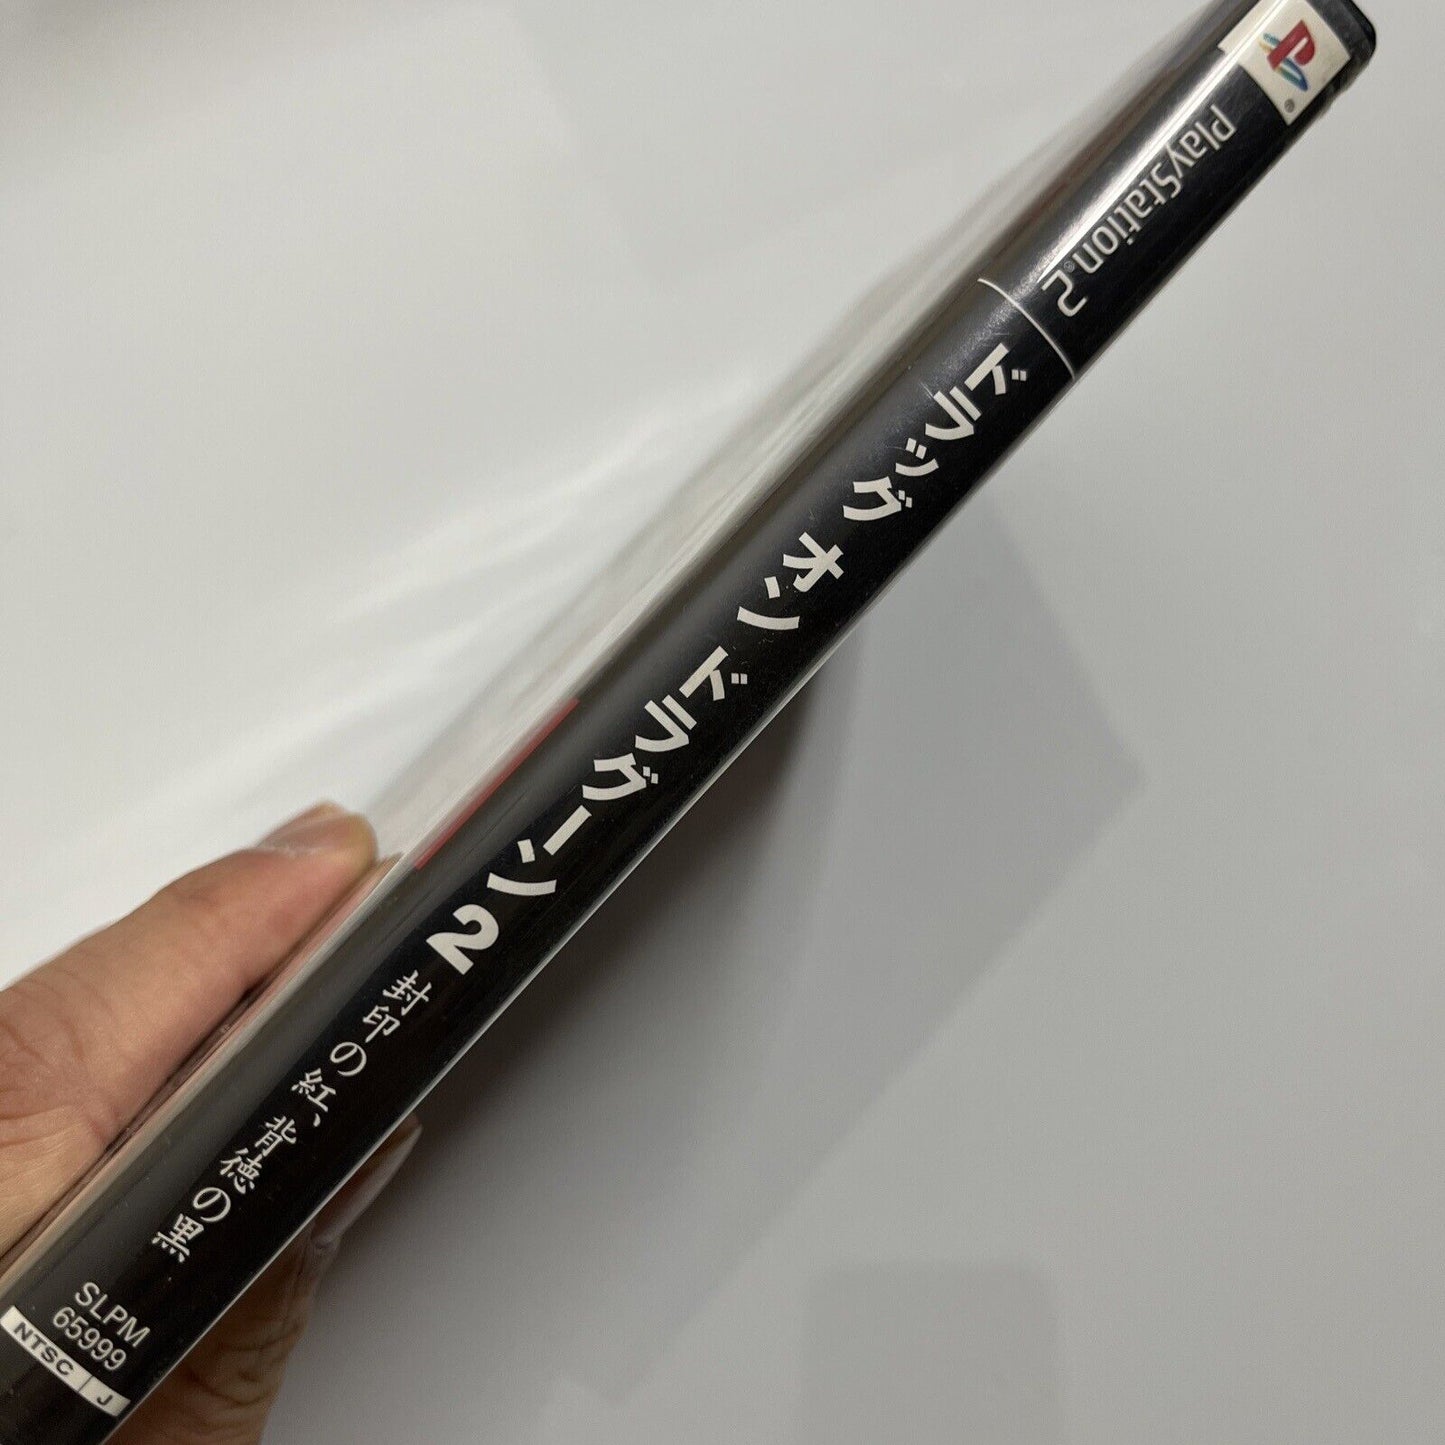 PlayStation®2
ドラッグ オン ドラグーン2
封印の紅、背徳の黒
SLPM
65999
NTSC J